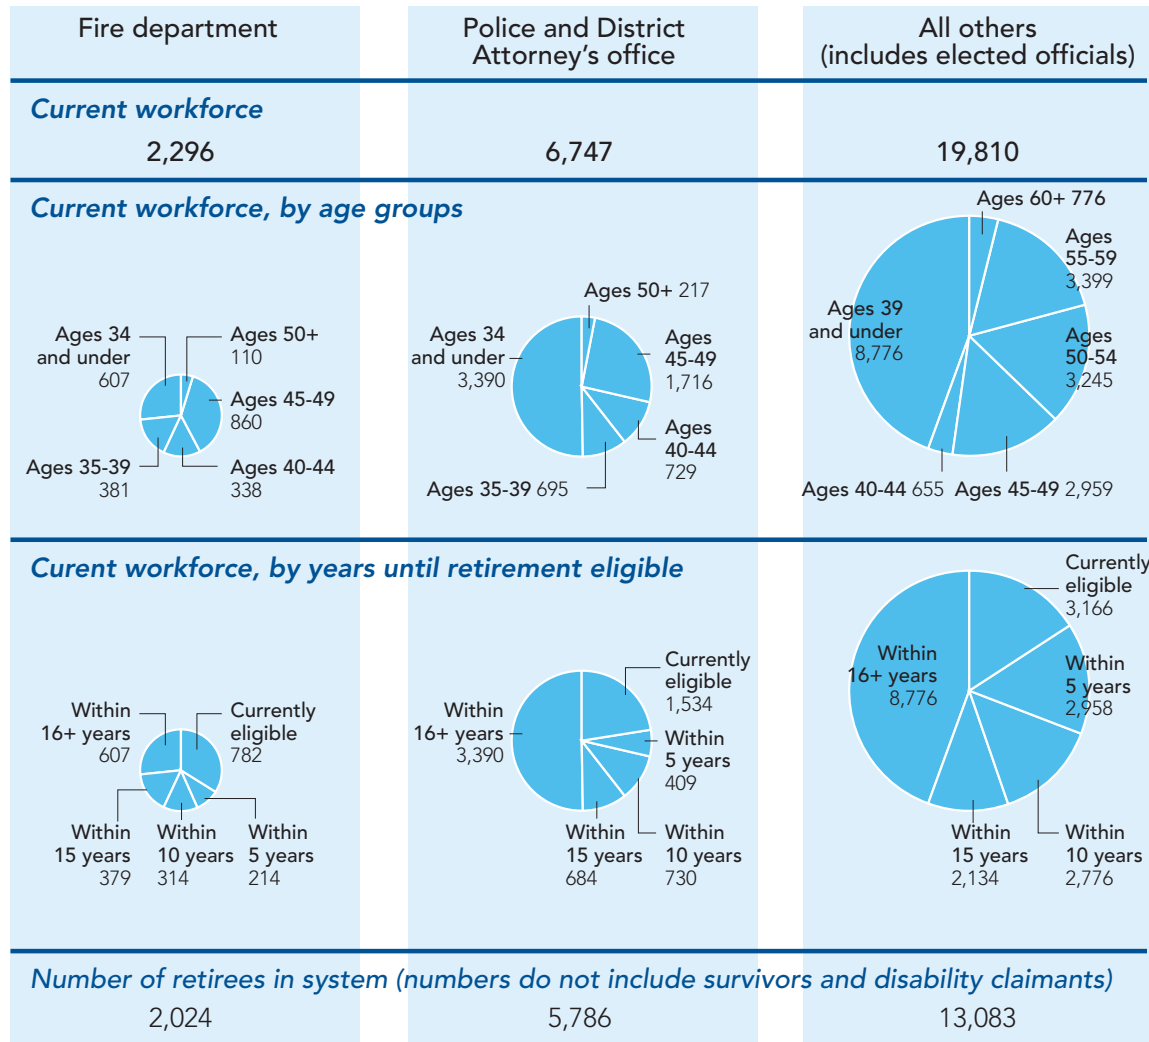 Fire department
Police and District
Attorney's office
All others
(includes elected officials)
Current workforce
2,296
6,747
19,810
Current workforce, by age groups
Ages 34
and under
607
Ages 50+
110
Ages 45-49
860
Ages 35-39
381
Ages 40-44
338
Ages 50+ 217
Ages 34
and under
3,390
Ages
45-49
1,716
Ages
40-44
729
Ages 35-39 695
Ages 60+ 776
Ages
55-59
3,399
Ages 39
and under
8,776
Ages
50-54
3,245
Ages 40-44 655
Ages 45-49 2,959
Curent workforce, by years until retirement eligible
Within
16+ years
607
Currently
eligible
782
Within
15 years
379
Within
10 years
314
Within
5 years
214
Within
16+ years
3,390
Currently
eligible
1,534
Within
5 years
409
Within
15 years
684
Within
10 years
730
Currently
eligible
3,166
Within
16+ years
8,776
Within
5 years
2,958
Within
15 years
2,134
Within
10 years
2,776
Number of retirees in system (numbers do not include survivors and disability claimants)
2,024
5,786
13,083